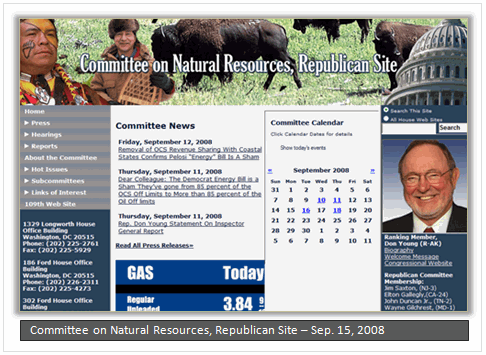 Committee on Natural Resources, Republican Site
Home
Press
Hearings
Reports
About the Committee
Hot Issues
Subcommittees
Links of Interest
109th Web Site
1329 Longworth House
Office Building
Washington, DC 20515
Phone: (202) 225-2761
Fax: (202) 225-5929
186 Ford House Office
Building
Washington, DC 20515
Phone: (202) 226-2311
Fax: (202) 225-4273
302 Ford House Office
Building
Committee News
Friday, September 12, 2008
Removal of OCS Revenue Sharing With Coastal
States Confirms Pelosi "Energy" Bill Is A Sham
Thursday, September 11, 2008
Dear Colleague: The Democrat Energy Bill is a
Sham They've gone from 85 percent of the
OCS Off Limits to More than 85 percent of the
Oil Off limits
Thursday, September 11, 2008
Rep. Don Young Statement On Inspector
General Report
Read All Press Releases»
GAS Today
Regular 3.84 9
Unleaded
Committee Calendar
Click Calendar Dates for details
Show today's events
« September 2008 »
S M T W T F S
31 1 2 3 4 5 6
7 8 9 10 11 12 13
14 15 16 17 18 19 20
21 22 23 24 25 26 27
28 29 30 1 2 3 4
5 6 7 8 9 10 11
Search This Site
All House Web Sites
Search
Ranking Member,
Don Young (R-AK)
Biography
Welcome Message
Congressional Website
Republican Committee
Membership:
Jim Saxton, (NJ-3)
Elton Gallegly,(CA-24)
John Duncan Jr., (TN-2)
Wayne Gilchrest, (MD-1)
Committee on Natural Resources, Republican Site – Sep. 15, 2008